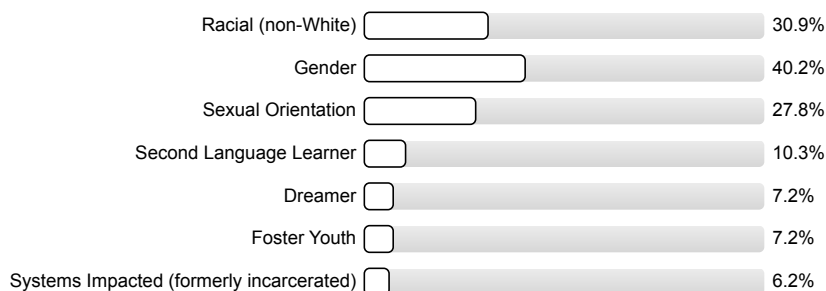 Racial (non-White) 30.9%
Gender 40.2%
Sexual Orientation 27.8%
Second Language Learner 10.3%
Dreamer 7.2%
Foster Youth 7.2%
Systems Impacted (formerly incarcerated) 6.2%